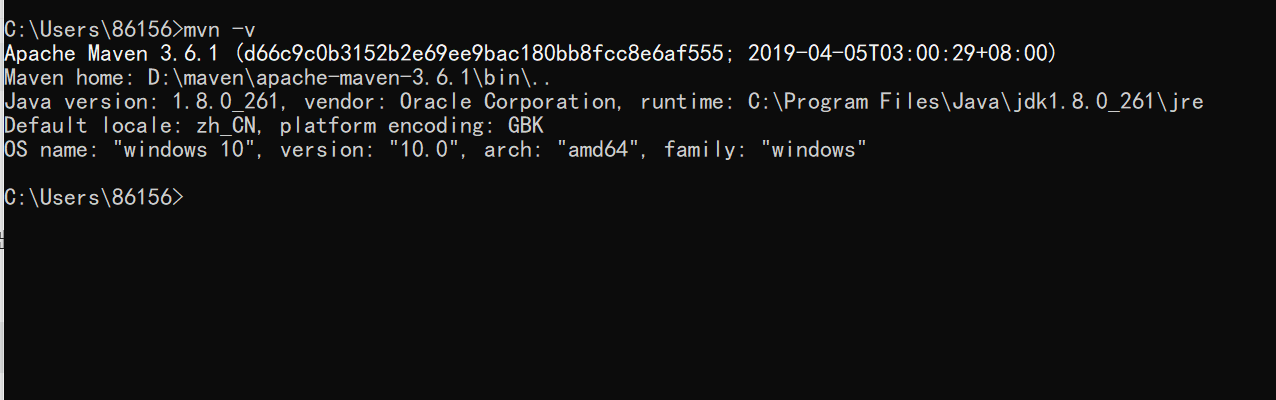 C:\Users\86156>mvn -v
Apache Maven 3.6.1 (d66c9c0b3152b2e69ee9bac180bb8fcc8e6af555; 2019-04-05T03:00:29+08:00)
Maven home: D:\maven\apache-maven-3.6.1\bin\..
Java version: 1.8.0_261, vendor: Oracle Corporation, runtime: C:\Program Files\Java\jdk1.8.0_261\jre
Default locale: zh_CN, platform encoding: GBK
OS name: "windows 10", version: "10.0", arch: "amd64", family: "windows"
C:\Users\86156>